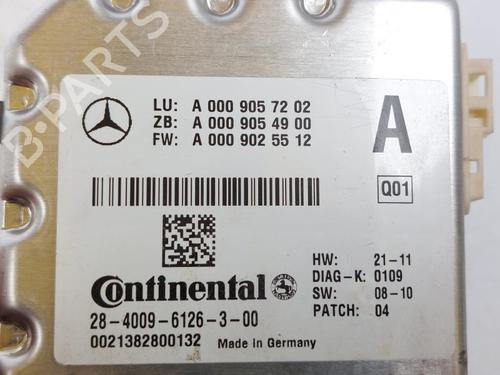 LU: A 000 905 72 02
ZB: A 000 905 49 00
FW: A 000 902 55 12
A
Q01
HW: 21-11
DIAG-K: 0109
SW: 08-10
PATCH: 04
Continental
28-4009-6126-3-00
0021382800132 Made in Germany